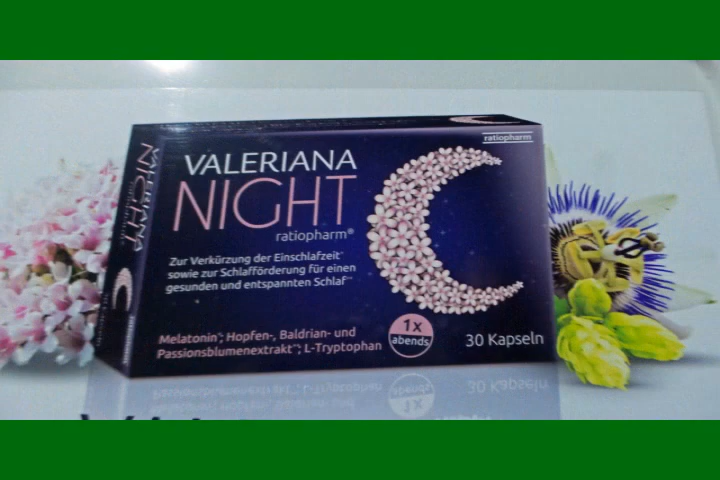 ratiopharm
VALERIANA
NIGHT
ratiopharm®
Zur Verkürzung der Einschlafzeit*
sowie zur Schlafförderung für einen
gesunden und entspannten Schlaf**
Melatonin*; Hopfen-, Baldrian- und
Passionsblumenextrakt**; L-Tryptophan
1x
abends
30 Kapseln
VALERIANA
NIGHT